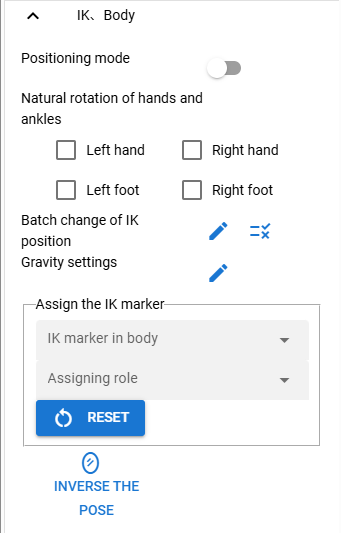 IK、Body
Positioning mode
Natural rotation of hands and
ankles
Left hand
Right hand
Left foot
Right foot
Batch change of IK
position
Gravity settings
Assign the IK marker
IK marker in body
Assigning role
RESET
INVERSE THE
POSE